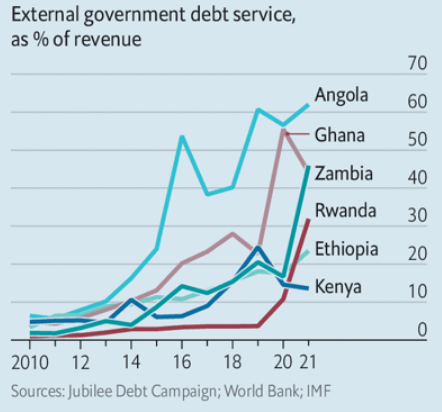 External government debt service,
as % of revenue
70
60
50
40
30
20
10
0
Angola
Ghana
Zambia
Rwanda
Ethiopia
Kenya
2010 12 14 16 18 20 21
Sources: Jubilee Debt Campaign; World Bank; IMF